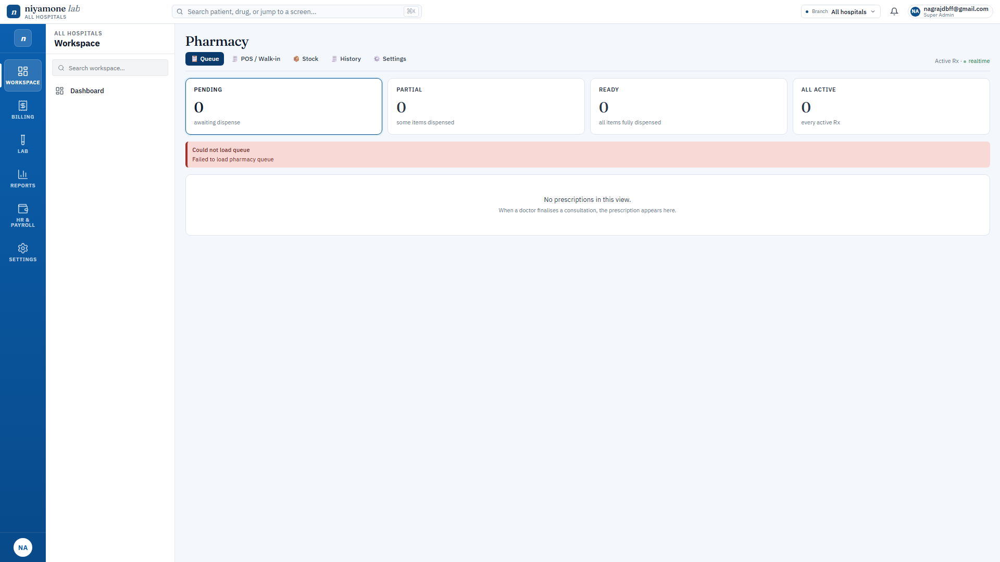 n niyamone lab
ALL HOSPITALS
Search patient, drug, or jump to a screen... ⌘K
Branch All hospitals
NA nagrajdbff@gmail.com
Super Admin
n
WORKSPACE
BILLING
LAB
REPORTS
HR &
PAYROLL
SETTINGS
NA
ALL HOSPITALS
Workspace
Search workspace...
Dashboard
Pharmacy
Queue POS / Walk-in Stock History Settings
Active Rx · ● realtime
PENDING
0
awaiting dispense
PARTIAL
0
some items dispensed
READY
0
all items fully dispensed
ALL ACTIVE
0
every active Rx
Could not load queue
Failed to load pharmacy queue
No prescriptions in this view.
When a doctor finalises a consultation, the prescription appears here.